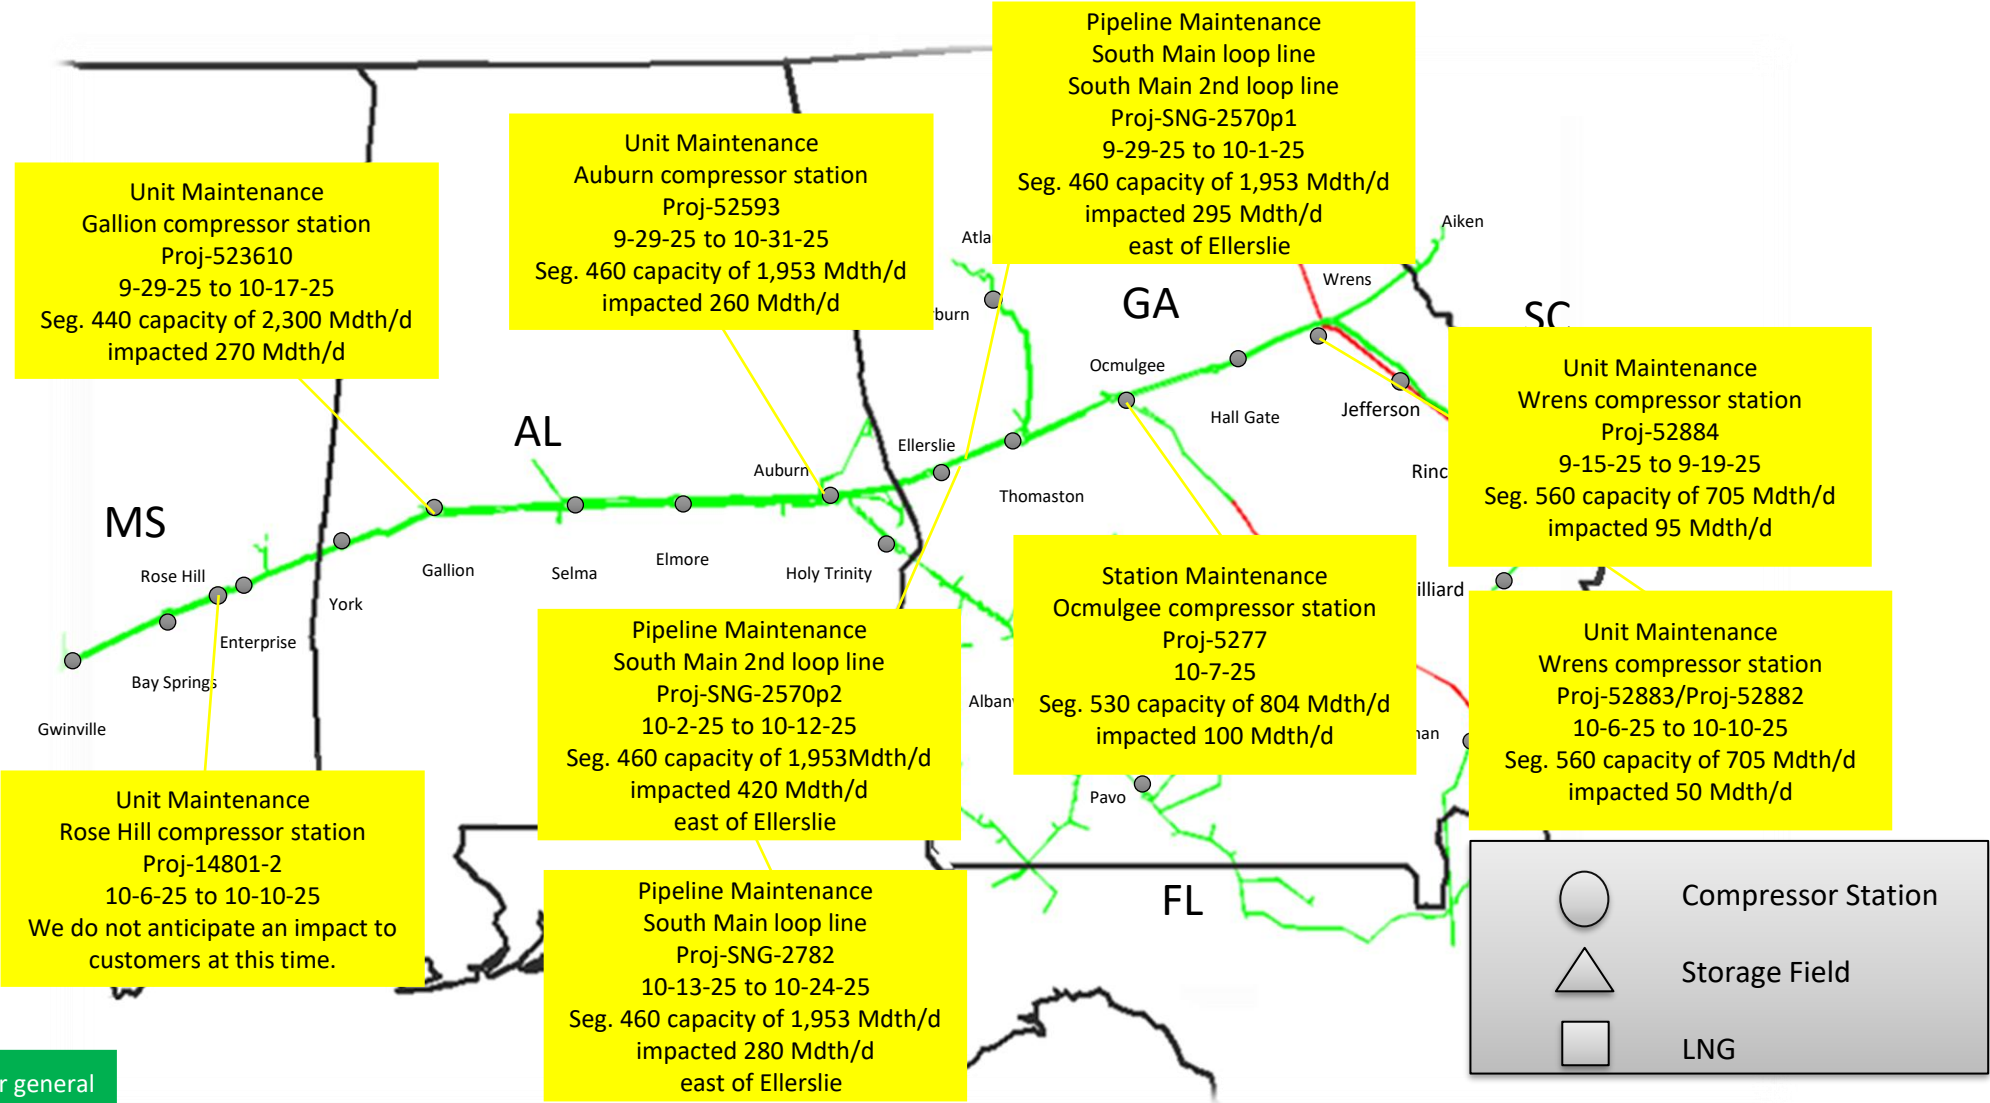 Pipeline Maintenance
South Main loop line
South Main 2nd loop line
Proj-SNG-2570p1
9-29-25 to 10-1-25
Seg. 460 capacity of 1,953 Mdth/d
impacted 295 Mdth/d
east of Ellerslie
Unit Maintenance
Auburn compressor station
Proj-52593
9-29-25 to 10-31-25
Seg. 460 capacity of 1,953 Mdth/d
impacted 260 Mdth/d
Unit Maintenance
Gallion compressor station
Proj-523610
9-29-25 to 10-17-25
Seg. 440 capacity of 2,300 Mdth/d
impacted 270 Mdth/d
Atla
Aiken
Wrens
rburn
GA
SC
Ocmulgee
Hall Gate
Jefferson
Unit Maintenance
Wrens compressor station
Proj-52884
9-15-25 to 9-19-25
Seg. 560 capacity of 705 Mdth/d
impacted 95 Mdth/d
AL
Ellerslie
Auburn
Rinc
Thomaston
MS
Rose Hill
Gallion
Selma
Elmore
Holy Trinity
York
Enterprise
Bay Springs
Gwinville
Station Maintenance
Ocmulgee compressor station
Proj-5277
10-7-25
Seg. 530 capacity of 804 Mdth/d
impacted 100 Mdth/d
illiard
Unit Maintenance
Wrens compressor station
Proj-52883/Proj-52882
10-6-25 to 10-10-25
Seg. 560 capacity of 705 Mdth/d
impacted 50 Mdth/d
Pipeline Maintenance
South Main 2nd loop line
Proj-SNG-2570p2
10-2-25 to 10-12-25
Seg. 460 capacity of 1,953Mdth/d
impacted 420 Mdth/d
east of Ellerslie
Alban
nan
Pavo
Unit Maintenance
Rose Hill compressor station
Proj-14801-2
10-6-25 to 10-10-25
We do not anticipate an impact to
customers at this time.
Pipeline Maintenance
South Main loop line
Proj-SNG-2782
10-13-25 to 10-24-25
Seg. 460 capacity of 1,953 Mdth/d
impacted 280 Mdth/d
east of Ellerslie
FL
Compressor Station
Storage Field
LNG
r general